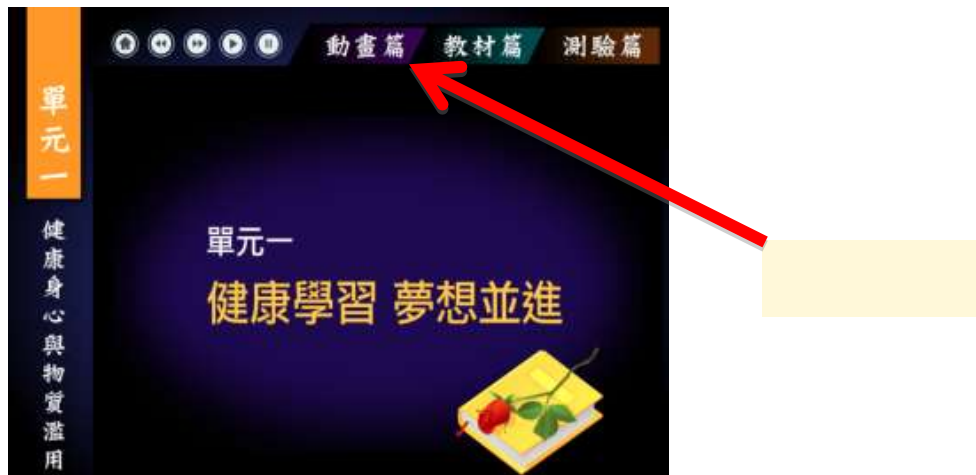 動畫篇 教材篇 測驗篇
單元一
健康身心與物質濫用
單元一
健康學習 夢想並進